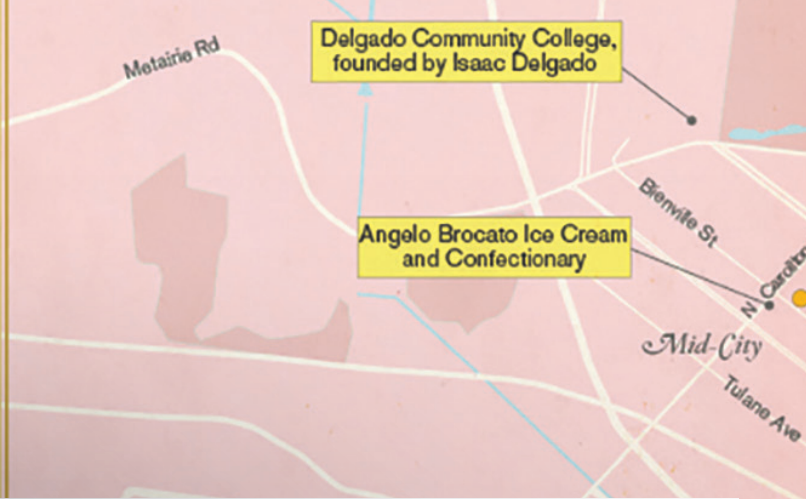 Metairie Rd
Delgado Community College,
founded by Isaac Delgado
Bienville St
Angelo Brocato Ice Cream
and Confectionary
N Carollton
Mid-City
Tulane Ave